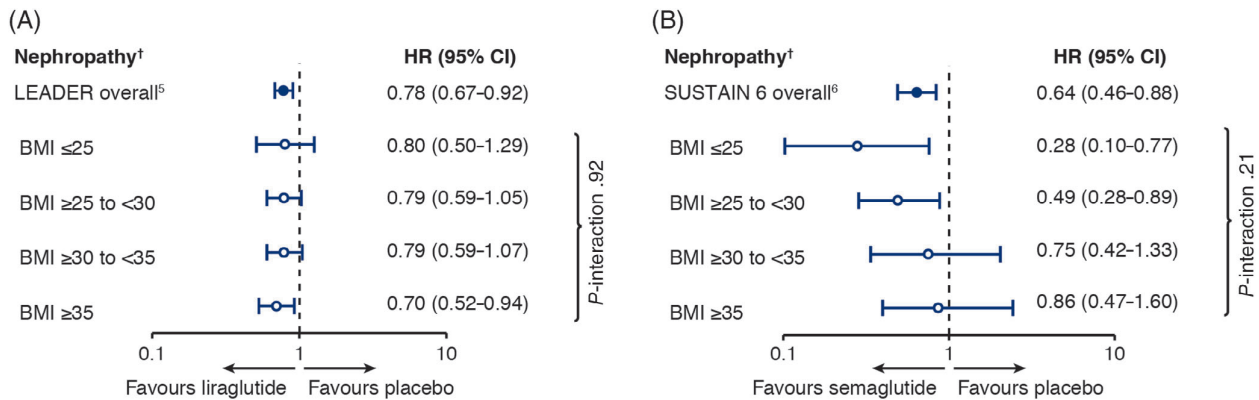 (A)
Nephropathy† HR (95% CI)
LEADER overall⁵ 0.78 (0.67–0.92)
BMI ≤25 0.80 (0.50–1.29)
BMI ≥25 to <30 0.79 (0.59–1.05)
BMI ≥30 to <35 0.79 (0.59–1.07)
BMI ≥35 0.70 (0.52–0.94)
P-interaction .92
0.1 1 10
Favours liraglutide Favours placebo
(B)
Nephropathy† HR (95% CI)
SUSTAIN 6 overall⁶ 0.64 (0.46–0.88)
BMI ≤25 0.28 (0.10–0.77)
BMI ≥25 to <30 0.49 (0.28–0.89)
BMI ≥30 to <35 0.75 (0.42–1.33)
BMI ≥35 0.86 (0.47–1.60)
P-interaction .21
0.1 1 10
Favours semaglutide Favours placebo